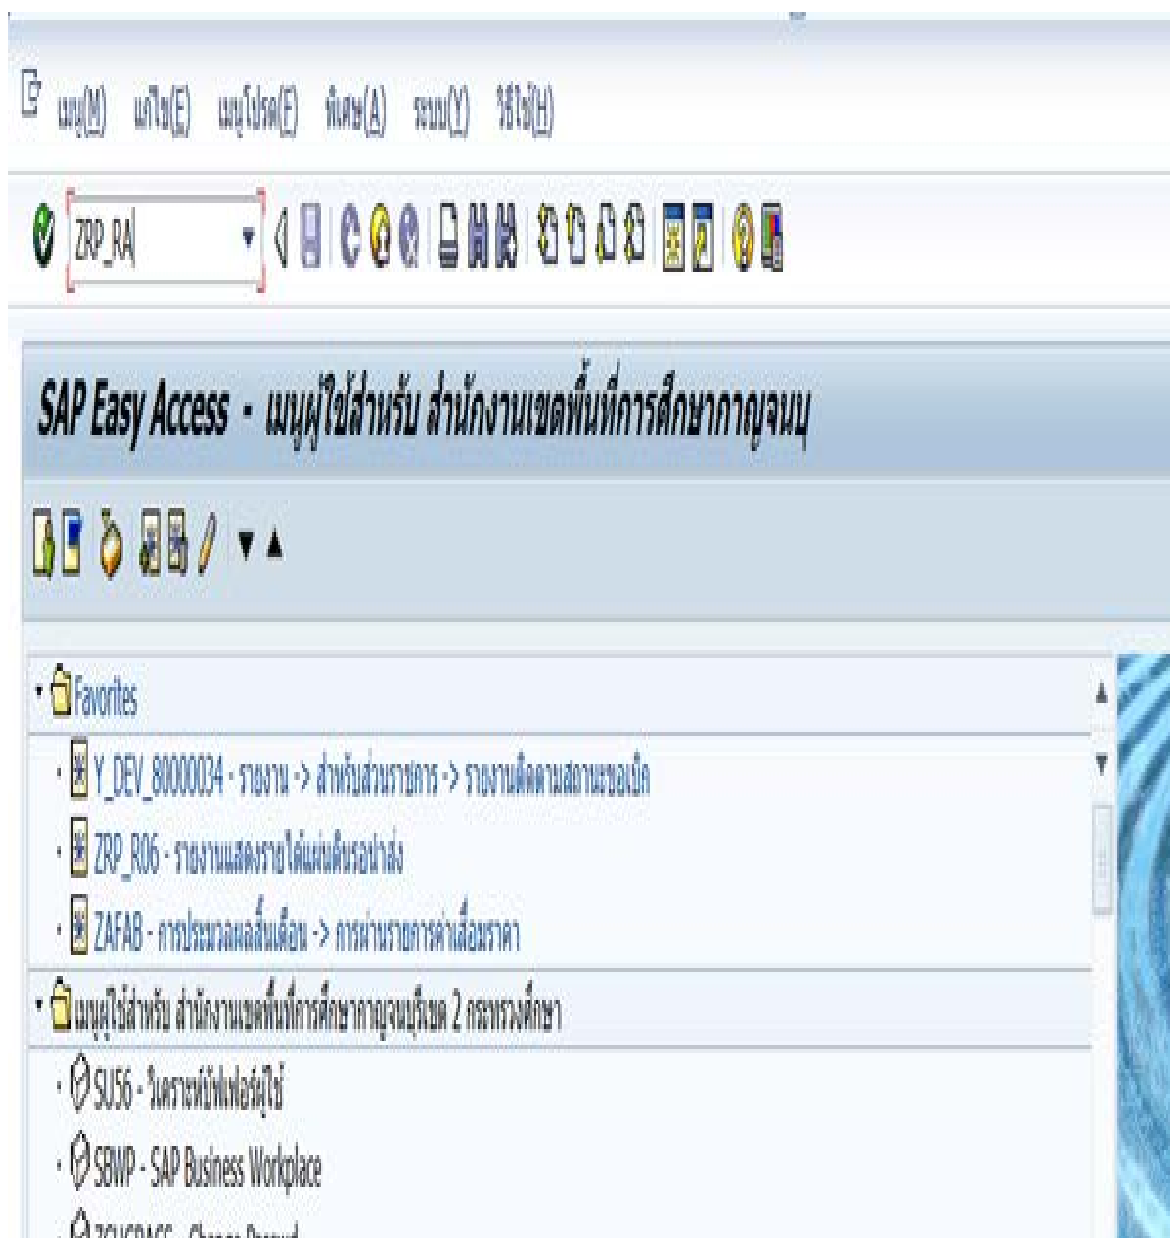 เมนู(M) แก้ไข(E) เมนูโปรด(F) พิเศษ(A) ระบบ(Y) วิธีใช้(H)
ZRP_RA
SAP Easy Access - เมนูผู้ใช้สำหรับ สำนักงานเขตพื้นที่การศึกษากาญจนบุ
Favorites
Y_DEV_80000034 - รายงาน -> สำหรับส่วนราชการ -> รายงานติดตามสถานะขอเบิก
ZRP_R06 - รายงานแสดงรายได้แผ่นดินรอนำส่ง
ZAFAB - การประมวลผลสิ้นเดือน -> การผ่านรายการค่าเสื่อมราคา
เมนูผู้ใช้สำหรับ สำนักงานเขตพื้นที่การศึกษากาญจนบุรีเขต 2 กระทรวงศึกษา
SU56 - วิเคราะห์บัฟเฟอร์ผู้ใช้
SBWP - SAP Business Workplace